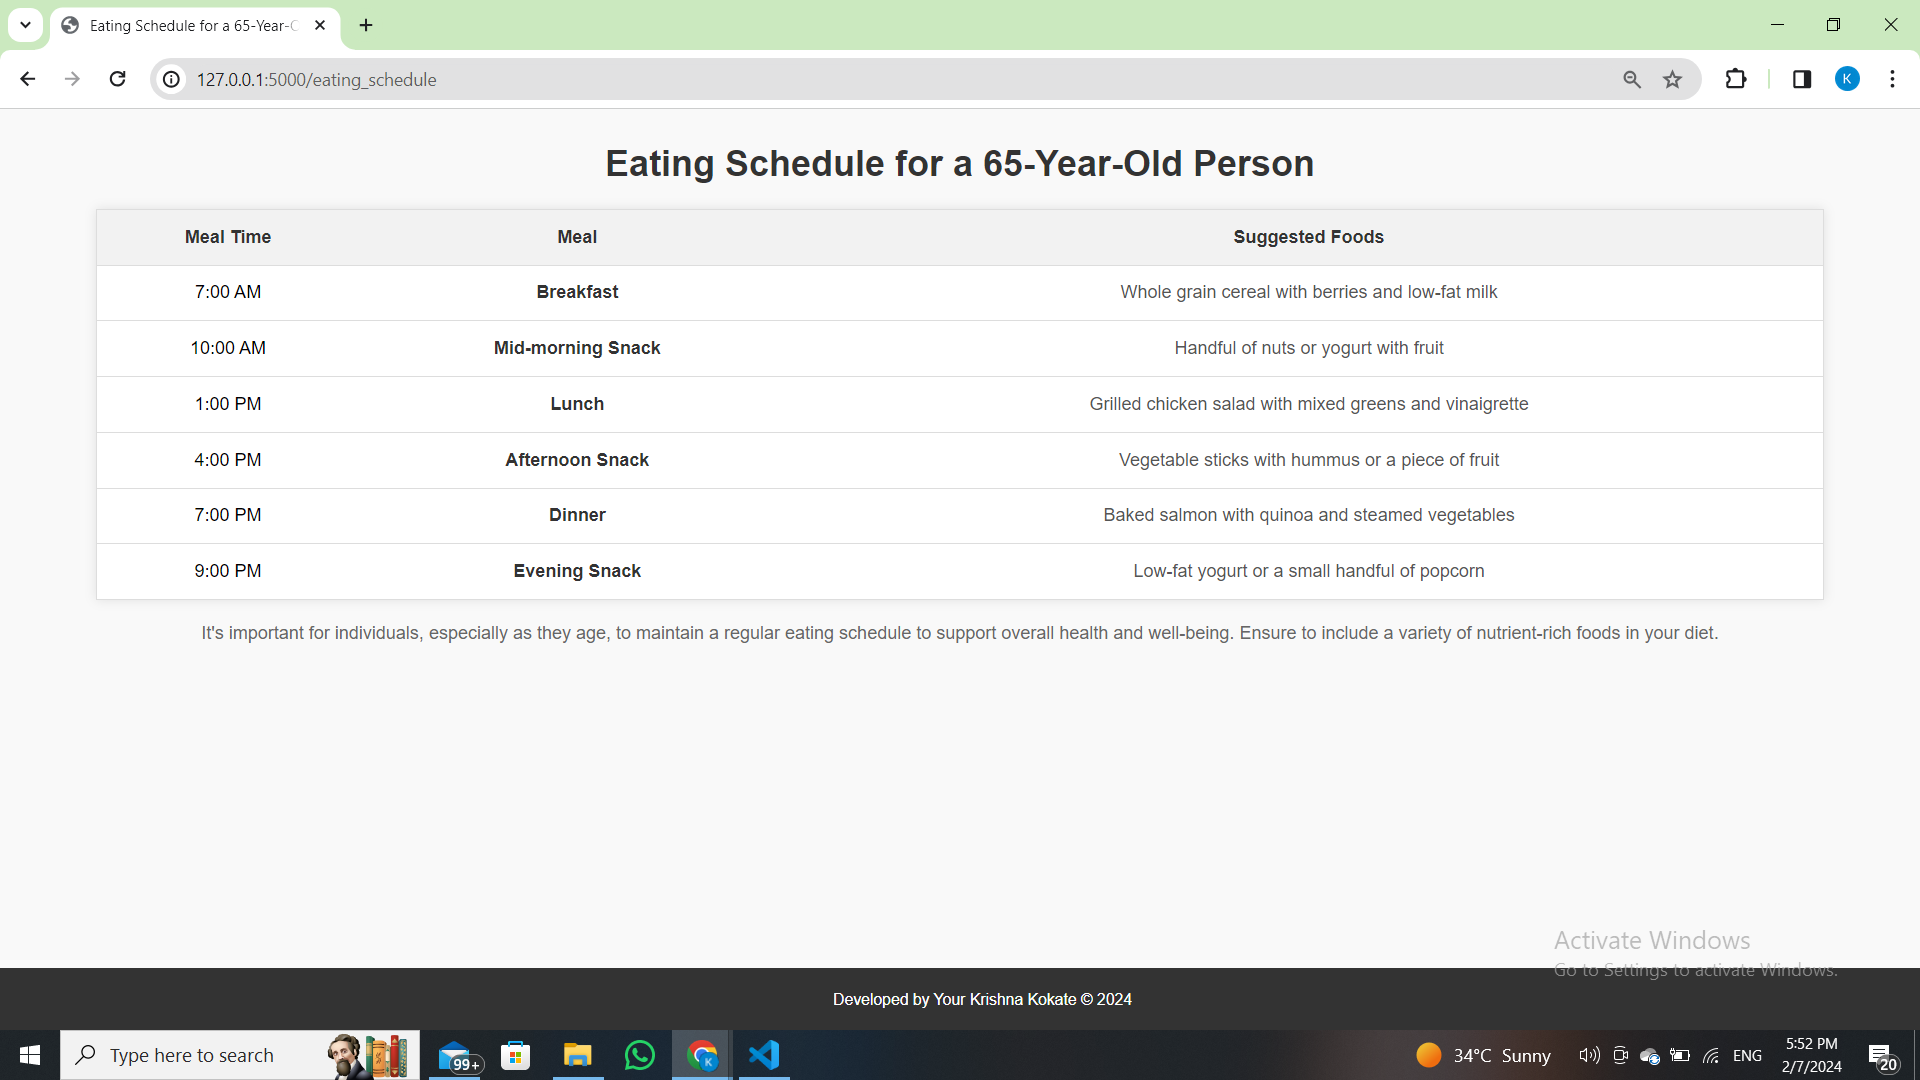 Eating Schedule for a 65-Year-O
127.0.0.1:5000/eating_schedule
K
Eating Schedule for a 65-Year-Old Person
Meal Time Meal Suggested Foods
7:00 AM Breakfast Whole grain cereal with berries and low-fat milk
10:00 AM Mid-morning Snack Handful of nuts or yogurt with fruit
1:00 PM Lunch Grilled chicken salad with mixed greens and vinaigrette
4:00 PM Afternoon Snack Vegetable sticks with hummus or a piece of fruit
7:00 PM Dinner Baked salmon with quinoa and steamed vegetables
9:00 PM Evening Snack Low-fat yogurt or a small handful of popcorn
It's important for individuals, especially as they age, to maintain a regular eating schedule to support overall health and well-being. Ensure to include a variety of nutrient-rich foods in your diet.
Activate Windows
Go to Settings to activate Windows.
Developed by Your Krishna Kokate © 2024
Type here to search 99+ K 34°C Sunny ENG 5:52 PM
2/7/2024 20